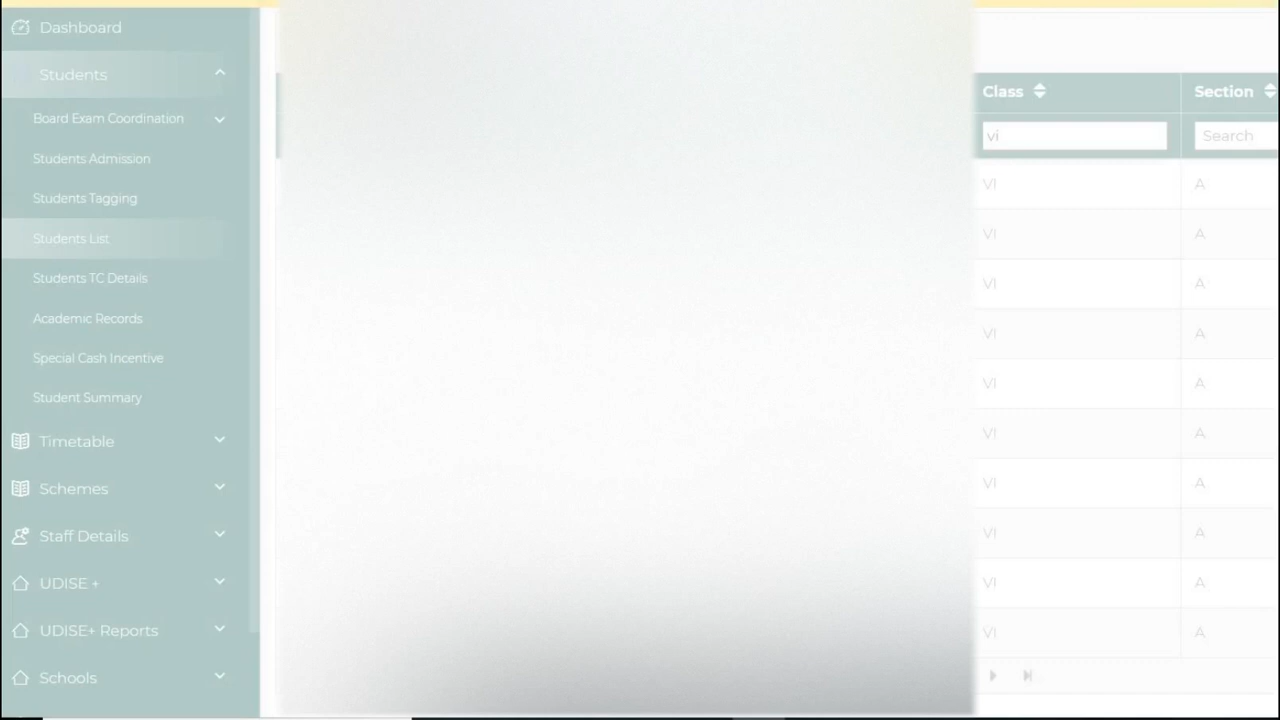 Dashboard
Students
Board Exam Coordination
Students Admission
Students Tagging
Students List
Students TC Details
Academic Records
Special Cash Incentive
Student Summary
Timetable
Schemes
Staff Details
UDISE +
UDISE+ Reports
Schools
Class Section
vi Search
VI A
VI A
VI A
VI A
VI A
VI A
VI A
VI A
VI A
VI A